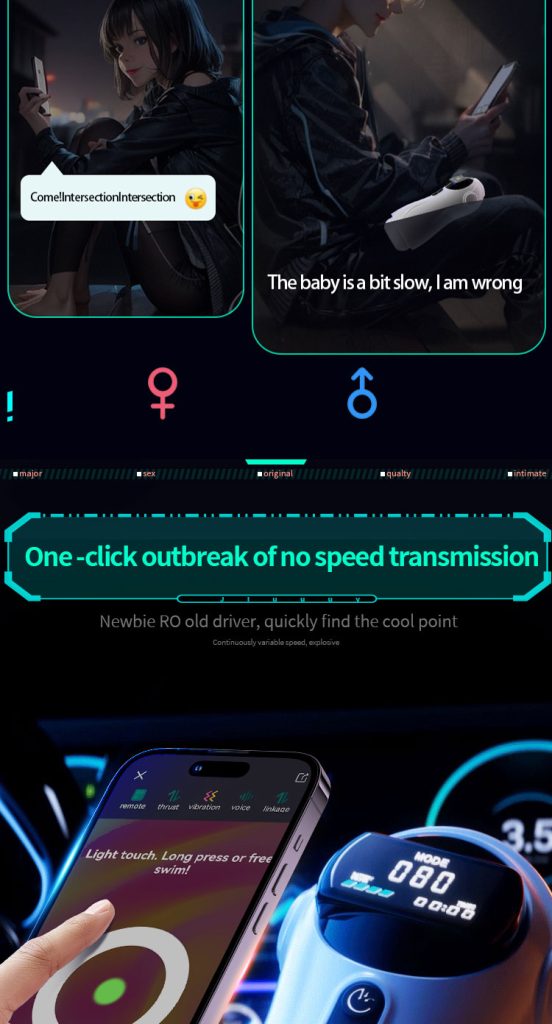 Come!IntersectionIntersection
The baby is a bit slow, I am wrong
!
major sex original qualty intimate
One -click outbreak of no speed transmission
J I U U U X
Newbie RO old driver, quickly find the cool point
Continuously variable speed, explosive
remote thrust vibration voice linkage
Light touch. Long press or free
swim!
3.5
MODE
080
00:08